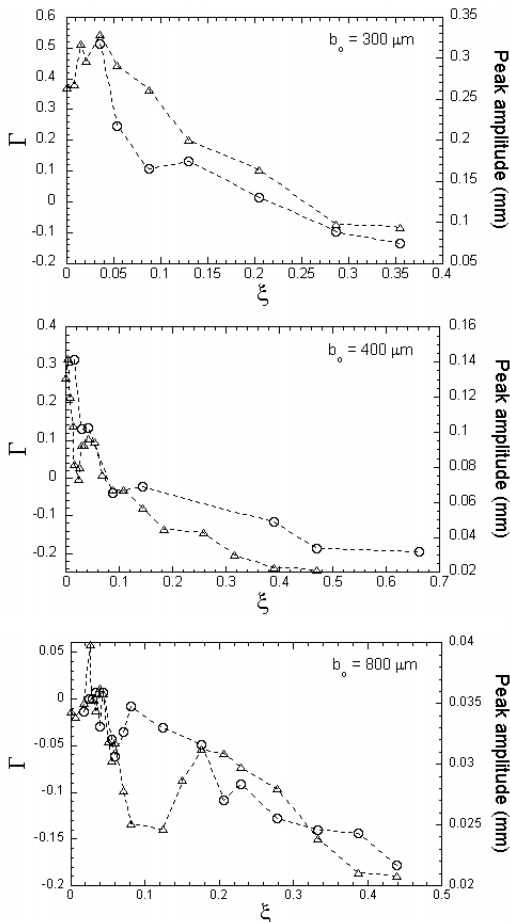 b₀ = 300 µm
0.6 0.5 0.4 0.3 0.2 0.1 0 -0.1 -0.2
Γ
0.35 0.3 0.25 0.2 0.15 0.1 0.05
Peak amplitude (mm)
0 0.05 0.1 0.15 0.2 0.25 0.3 0.35 0.4
ξ
b₀ = 400 µm
0.4 0.3 0.2 0.1 0 -0.1 -0.2
Γ
0.16 0.14 0.12 0.1 0.08 0.06 0.04 0.02
Peak amplitude (mm)
0 0.1 0.2 0.3 0.4 0.5 0.6 0.7
ξ
b₀ = 800 µm
0.05 0 -0.05 -0.1 -0.15 -0.2
Γ
0.04 0.035 0.03 0.025 0.02
Peak amplitude (mm)
0 0.1 0.2 0.3 0.4 0.5
ξ